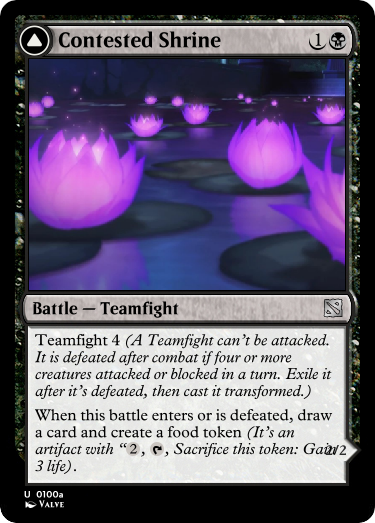 Contested Shrine 1
Battle — Teamfight
Teamfight 4 (A Teamfight can't be attacked.
It is defeated after combat if four or more
creatures attacked or blocked in a turn. Exile it
after it's defeated, then cast it transformed.)
When this battle enters or is defeated, draw
a card and create a food token (It's an
artifact with “2, , Sacrifice this token: Gain
3 life).
2/2
U 0100a
VALVE